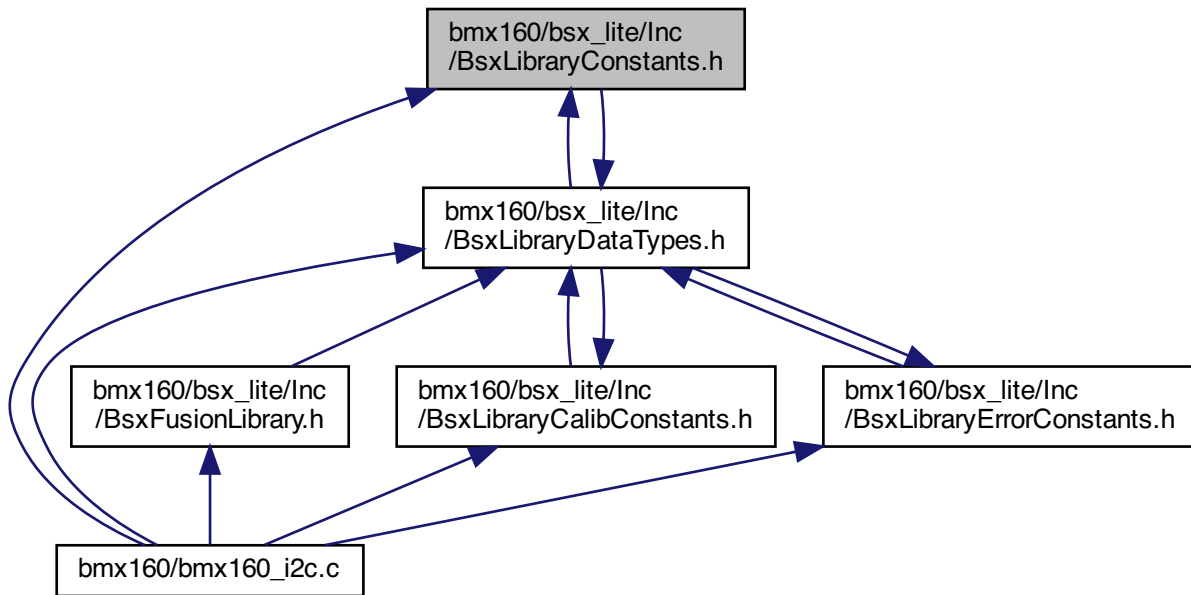 bmx160/bsx_lite/Inc
/BsxLibraryConstants.h
bmx160/bsx_lite/Inc
/BsxLibraryDataTypes.h
bmx160/bsx_lite/Inc
/BsxFusionLibrary.h
bmx160/bsx_lite/Inc
/BsxLibraryCalibConstants.h
bmx160/bsx_lite/Inc
/BsxLibraryErrorConstants.h
bmx160/bmx160_i2c.c